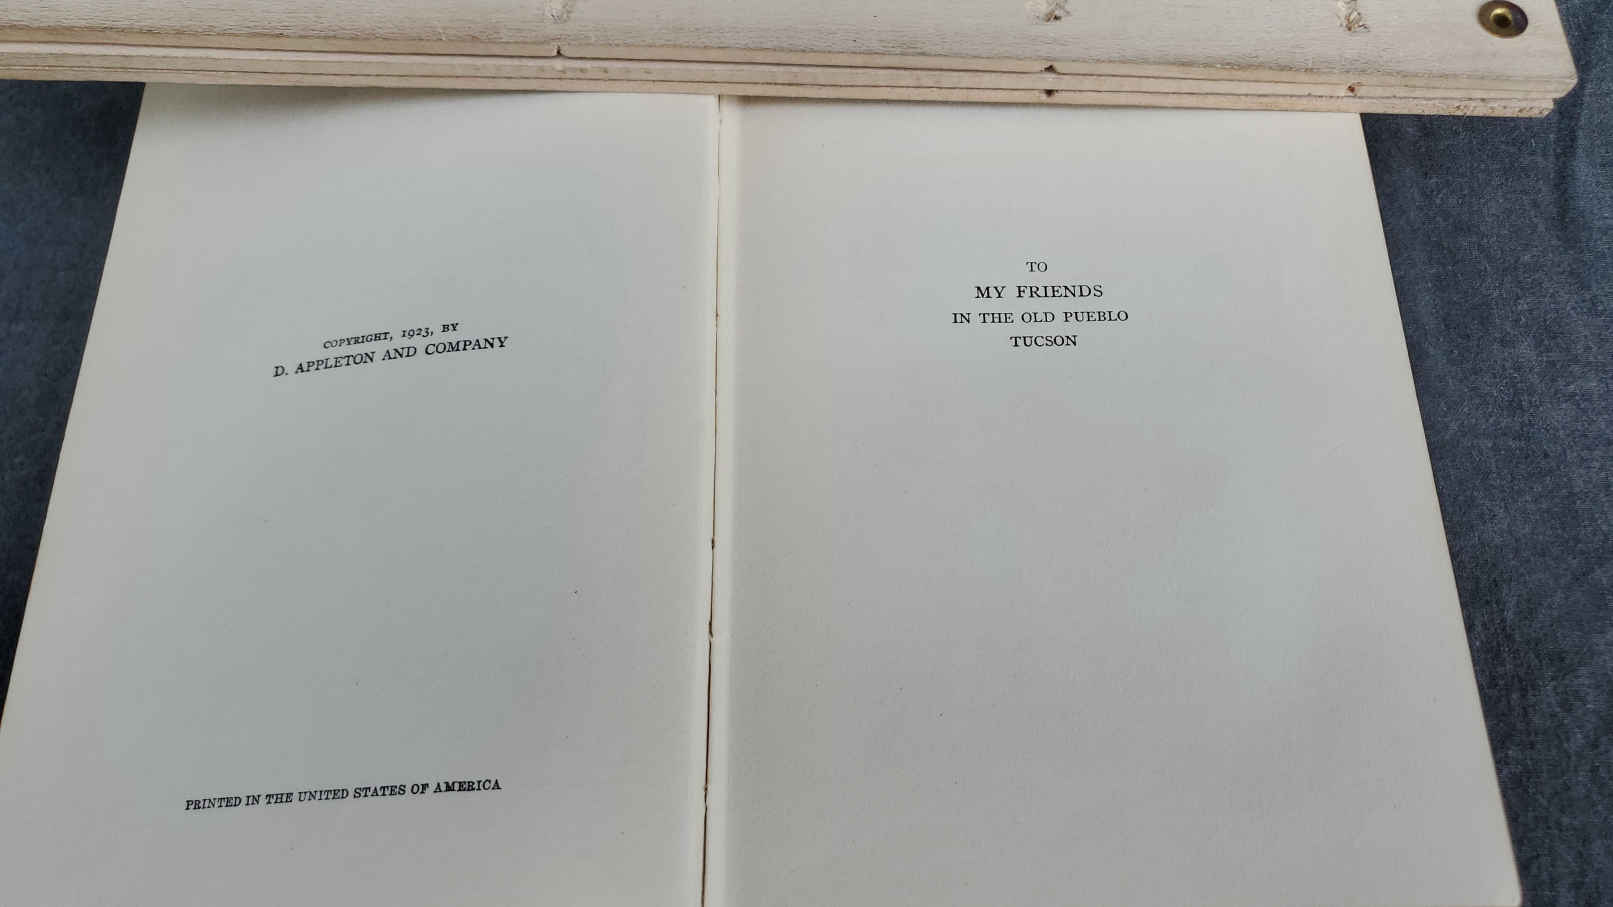 COPYRIGHT, 1923, BY
D. APPLETON AND COMPANY
PRINTED IN THE UNITED STATES OF AMERICA
TO
MY FRIENDS
IN THE OLD PUEBLO
TUCSON